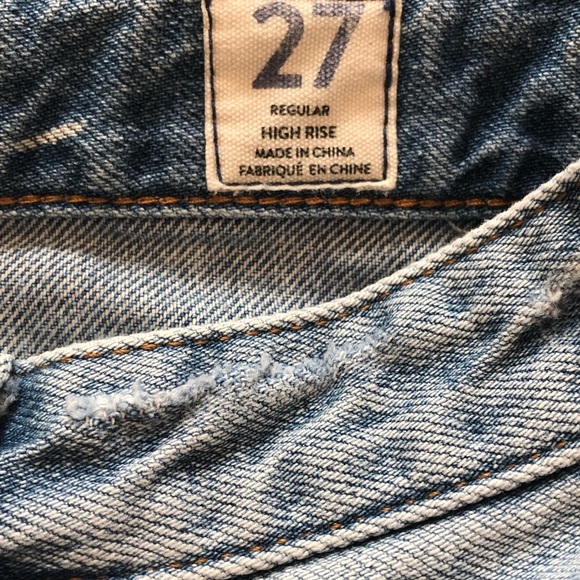 27
REGULAR
HIGH RISE
MADE IN CHINA
FABRIQUÉ EN CHINE